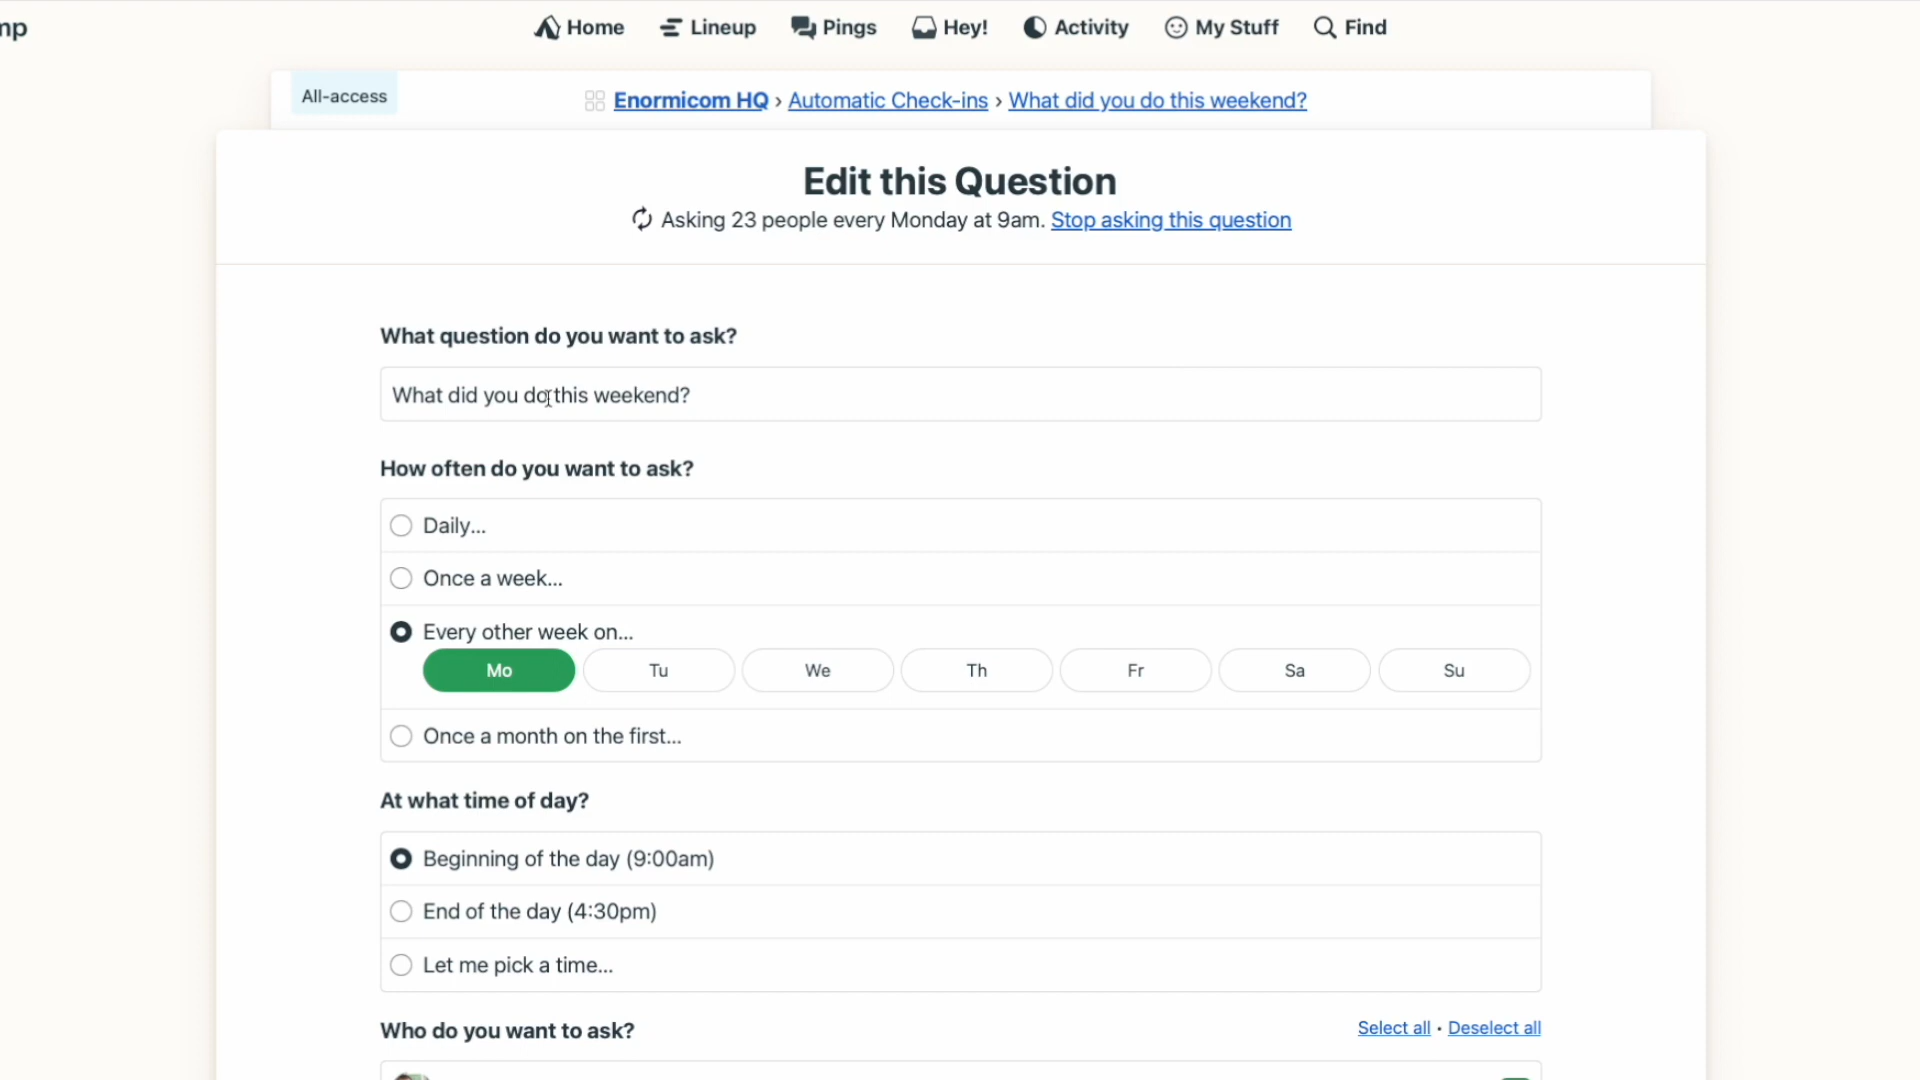 mp
Home Lineup Pings Hey! Activity My Stuff Find
All-access
Enormicom HQ › Automatic Check-ins › What did you do this weekend?
Edit this Question
Asking 23 people every Monday at 9am. Stop asking this question
What question do you want to ask?
What did you do this weekend?
How often do you want to ask?
Daily...
Once a week...
Every other week on...
Mo Tu We Th Fr Sa Su
Once a month on the first...
At what time of day?
Beginning of the day (9:00am)
End of the day (4:30pm)
Let me pick a time...
Who do you want to ask?
Select all • Deselect all